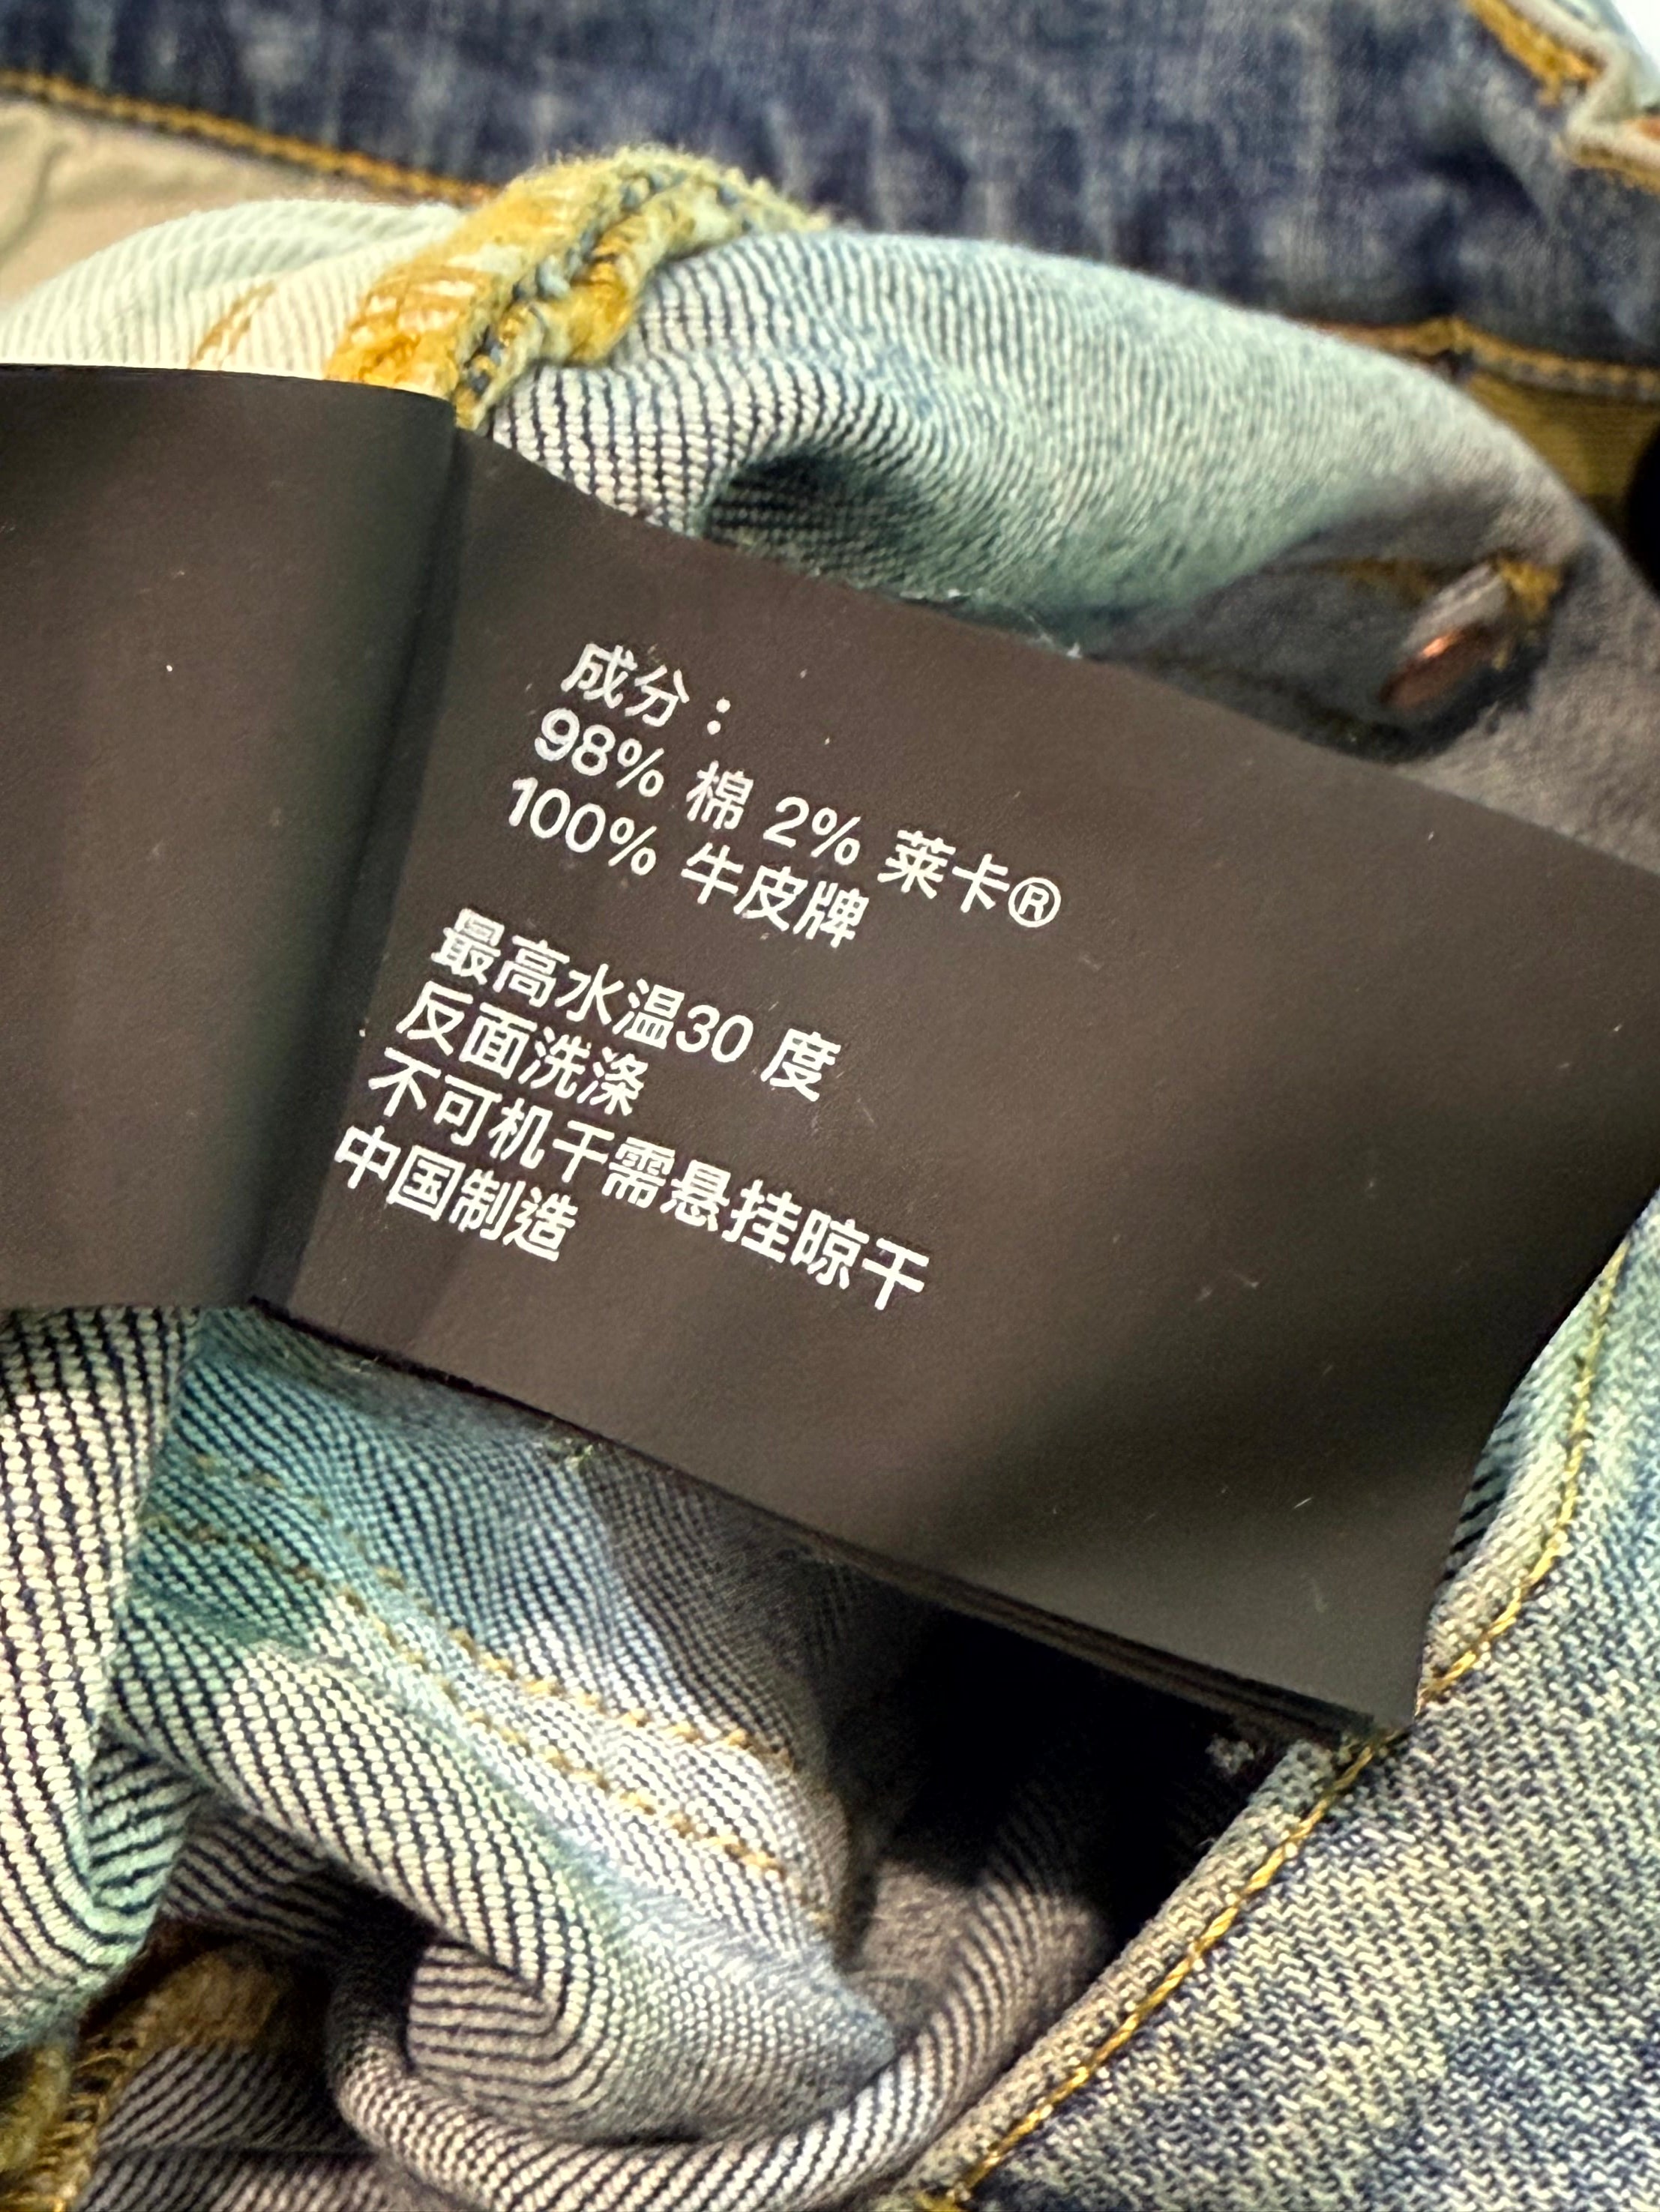 成分：
98% 棉 2% 莱卡®
100% 牛皮牌
最高水温30 度
反面洗涤
不可机干需悬挂晾干
中国制造